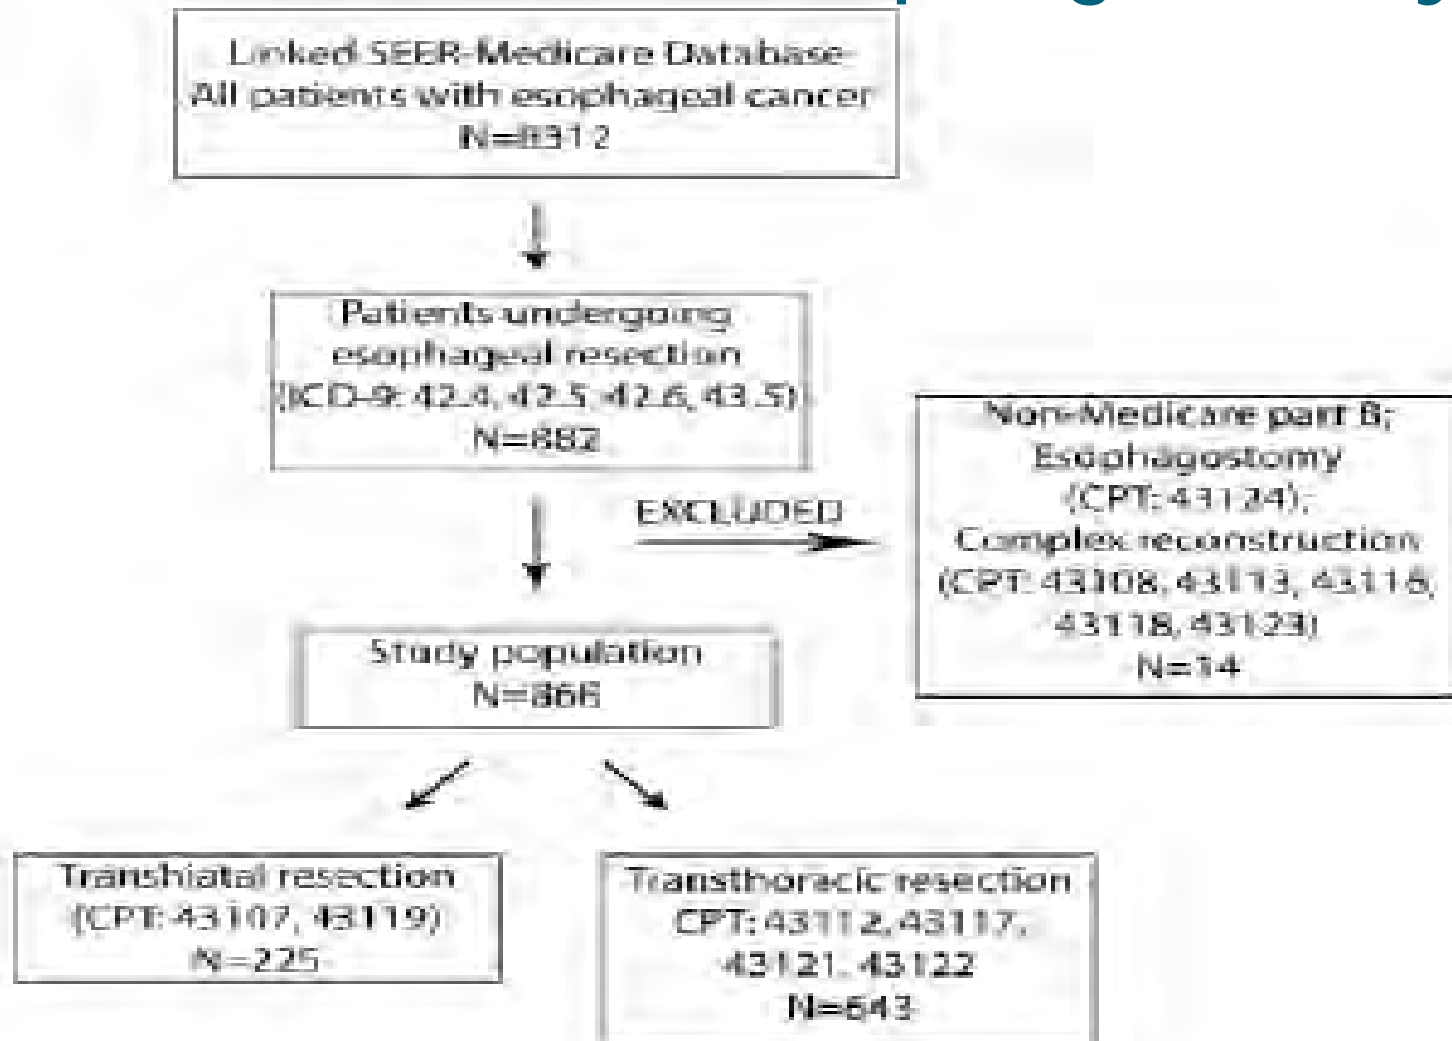 Linked SEER-Medicare Database
All patients with esophageal cancer
N=8312
Patients undergoing
esophageal resection
(ICD-9: 42.4, 42.5, 42.6, 43.5)
N=882
EXCLUDED
Non-Medicare part B;
Esophagostomy
(CPT: 43124),
Complex reconstruction
(CPT: 43108, 43113, 43116,
43118, 43123)
N=14
Study population
N=868
Transhiatal resection
(CPT: 43107, 43119)
N=225
Transthoracic resection
CPT: 43112, 43117,
43121, 43122
N=643